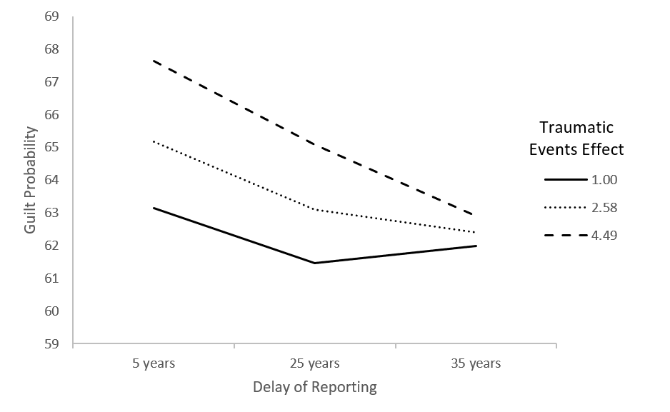 69
68
67
66
65
64
63
62
61
60
59
Guilt Probability
5 years
25 years
35 years
Delay of Reporting
Traumatic
Events Effect
1.00
2.58
4.49